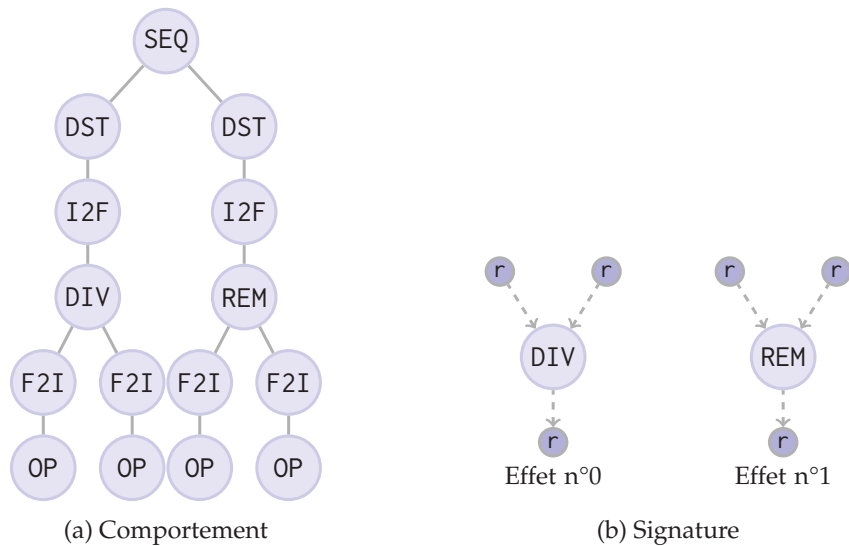 SEQ
DST DST
I2F I2F
r r r r
DIV REM
DIV REM
F2I F2I F2I F2I
r r
OP OP OP OP
Effet n°0 Effet n°1
(a) Comportement (b) Signature